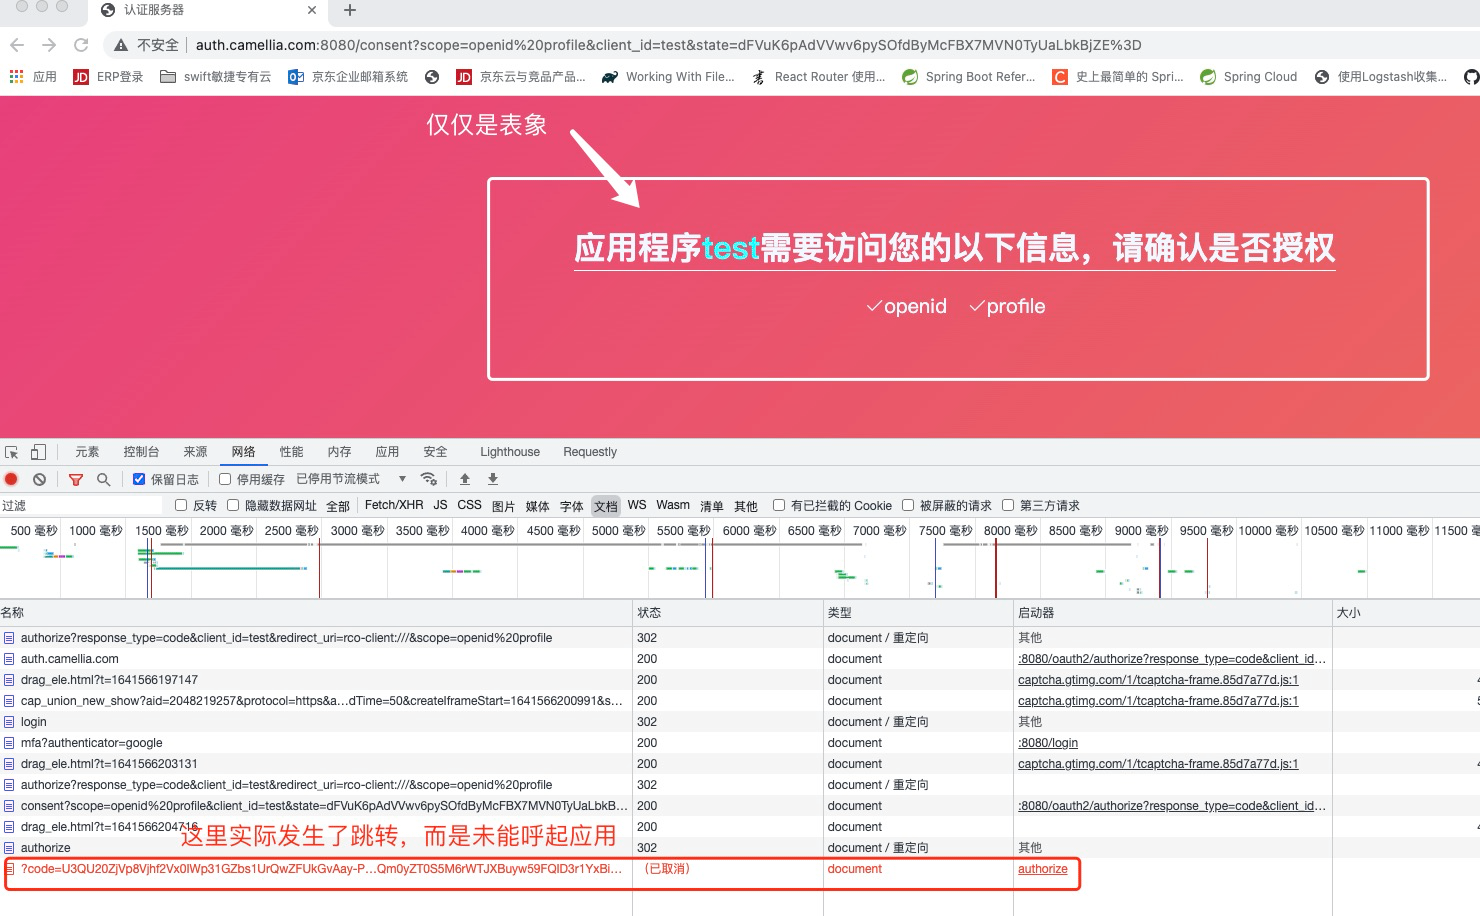 认证服务器
不安全 auth.camellia.com:8080/consent?scope=openid%20profile&client_id=test&state=dFVuK6pAdVVwv6pySOfdByMcFBX7MVN0TyUaLbkBjZE%3D
应用 ERP登录 swift敏捷专有云 京东企业邮箱系统 京东云与竞品产品... Working With File... React Router 使用... Spring Boot Refer... 史上最简单的 Spri... Spring Cloud 使用Logstash收集...
仅仅是表象
应用程序test需要访问您的以下信息，请确认是否授权
openid profile
元素 控制台 来源 网络 性能 内存 应用 安全 Lighthouse Requestly
保留日志 停用缓存 已停用节流模式
过滤 反转 隐藏数据网址 全部 Fetch/XHR JS CSS 图片 媒体 字体 文档 WS Wasm 清单 其他 有已拦截的 Cookie 被屏蔽的请求 第三方请求
500 毫秒 1000 毫秒 1500 毫秒 2000 毫秒 2500 毫秒 3000 毫秒 3500 毫秒 4000 毫秒 4500 毫秒 5000 毫秒 5500 毫秒 6000 毫秒 6500 毫秒 7000 毫秒 7500 毫秒 8000 毫秒 8500 毫秒 9000 毫秒 9500 毫秒 10000 毫秒 10500 毫秒 11000 毫秒 11500 毫
名称 状态 类型 启动器 大小
authorize?response_type=code&client_id=test&redirect_uri=rco-client:///&scope=openid%20profile 302 document / 重定向 其他
auth.camellia.com 200 document :8080/oauth2/authorize?response_type=code&client_id...
drag_ele.html?t=1641566197147 200 document captcha.gtimg.com/1/tcaptcha-frame.85d7a77d.js:1
cap_union_new_show?aid=2048219257&protocol=https&a...dTime=50&createIframeStart=1641566200991&s... 200 document captcha.gtimg.com/1/tcaptcha-frame.85d7a77d.js:1
login 302 document / 重定向 其他
mfa?authenticator=google 200 document :8080/login
drag_ele.html?t=1641566203131 200 document captcha.gtimg.com/1/tcaptcha-frame.85d7a77d.js:1
authorize?response_type=code&client_id=test&redirect_uri=rco-client:///&scope=openid%20profile 302 document / 重定向
consent?scope=openid%20profile&client_id=test&state=dFVuK6pAdVVwv6pySOfdByMcFBX7MVN0TyUaLbkB... 200 document :8080/oauth2/authorize?response_type=code&client_id...
drag_ele.html?t=1641566204716 200 document
这里实际发生了跳转，而是未能呼起应用
authorize 302 document / 重定向 其他
?code=U3QU20ZjVp8Vjhf2Vx0IWp31GZbs1UrQwZFUkGvAay-P...Qm0yZT0S5M6rWTJXBuyw59FQID3r1YxBi... （已取消） document authorize